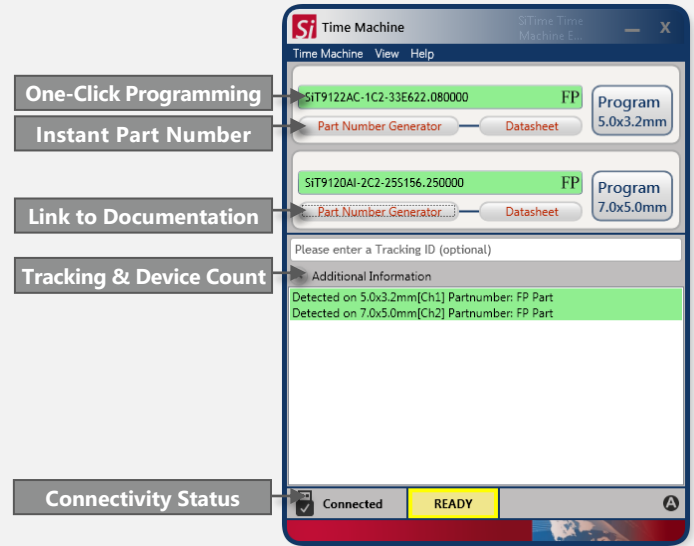 Si Time Machine
SiTime Time
Machine E...
X
Time Machine View Help
One-Click Programming
SiT9122AC-1C2-33E622.080000 FP
Program
5.0x3.2mm
Instant Part Number
Part Number Generator
Datasheet
SiT9120AI-2C2-25S156.250000 FP
Program
7.0x5.0mm
Link to Documentation
Part Number Generator
Datasheet
Please enter a Tracking ID (optional)
Tracking & Device Count
Additional Information
Detected on 5.0x3.2mm[Ch1] Partnumber: FP Part
Detected on 7.0x5.0mm[Ch2] Partnumber: FP Part
Connectivity Status
Connected
READY
A